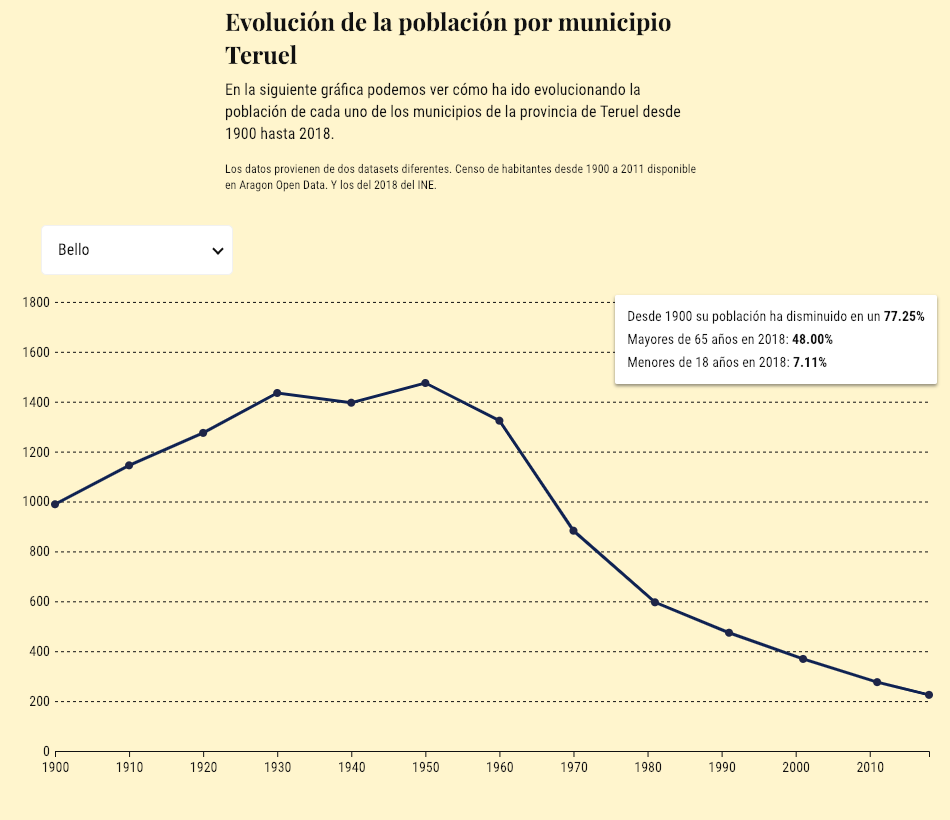 Evolución de la población por municipio
Teruel
En la siguiente gráfica podemos ver cómo ha ido evolucionando la
población de cada uno de los municipios de la provincia de Teruel desde
1900 hasta 2018.
Los datos provienen de dos datasets diferentes. Censo de habitantes desde 1900 a 2011 disponible
en Aragon Open Data. Y los del 2018 del INE.
Bello
Desde 1900 su población ha disminuido en un 77.25%
Mayores de 65 años en 2018: 48.00%
Menores de 18 años en 2018: 7.11%
1800
1600
1400
1200
1000
800
600
400
200
0
1900 1910 1920 1930 1940 1950 1960 1970 1980 1990 2000 2010